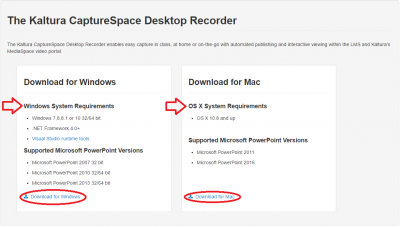 The Kaltura CaptureSpace Desktop Recorder
The Kaltura CaptureSpace Desktop Recorder enables easy capture in class, at home or on-the-go with automated publishing and interactive viewing within the LMS and Kaltura's
MediaSpace video portal.
Download for Windows
Windows System Requirements
Windows 7,8,8.1 or 10 32/64 bit
.NET Framework 4.0+
Visual Studio runtime tools
Supported Microsoft PowerPoint Versions
Microsoft PowerPoint 2007 32 bit
Microsoft PowerPoint 2010 32/64 bit
Microsoft PowerPoint 2013 32/64 bit
Download for Windows
Download for Mac
OS X System Requirements
OS X 10.8 and up
Supported Microsoft PowerPoint Versions
Microsoft PowerPoint 2011
Microsoft PowerPoint 2016
Download for Mac